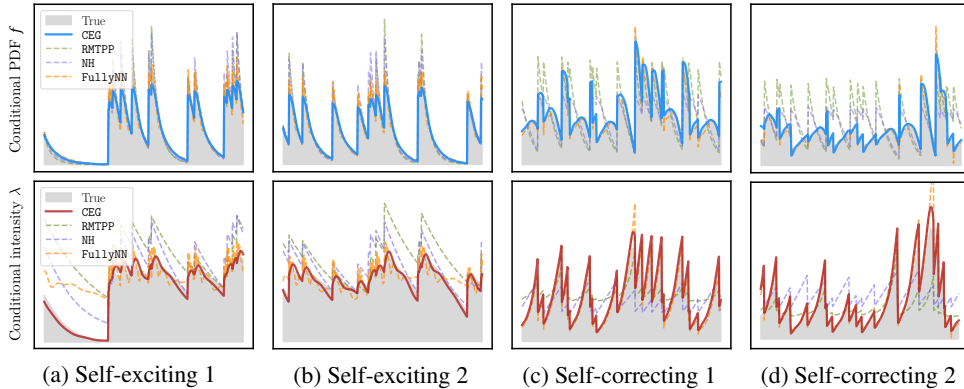 Conditional PDF f
True
CEG
RMTPP
NH
FullyNN
Conditional intensity λ
True
CEG
RMTPP
NH
FullyNN
(a) Self-exciting 1
(b) Self-exciting 2
(c) Self-correcting 1
(d) Self-correcting 2